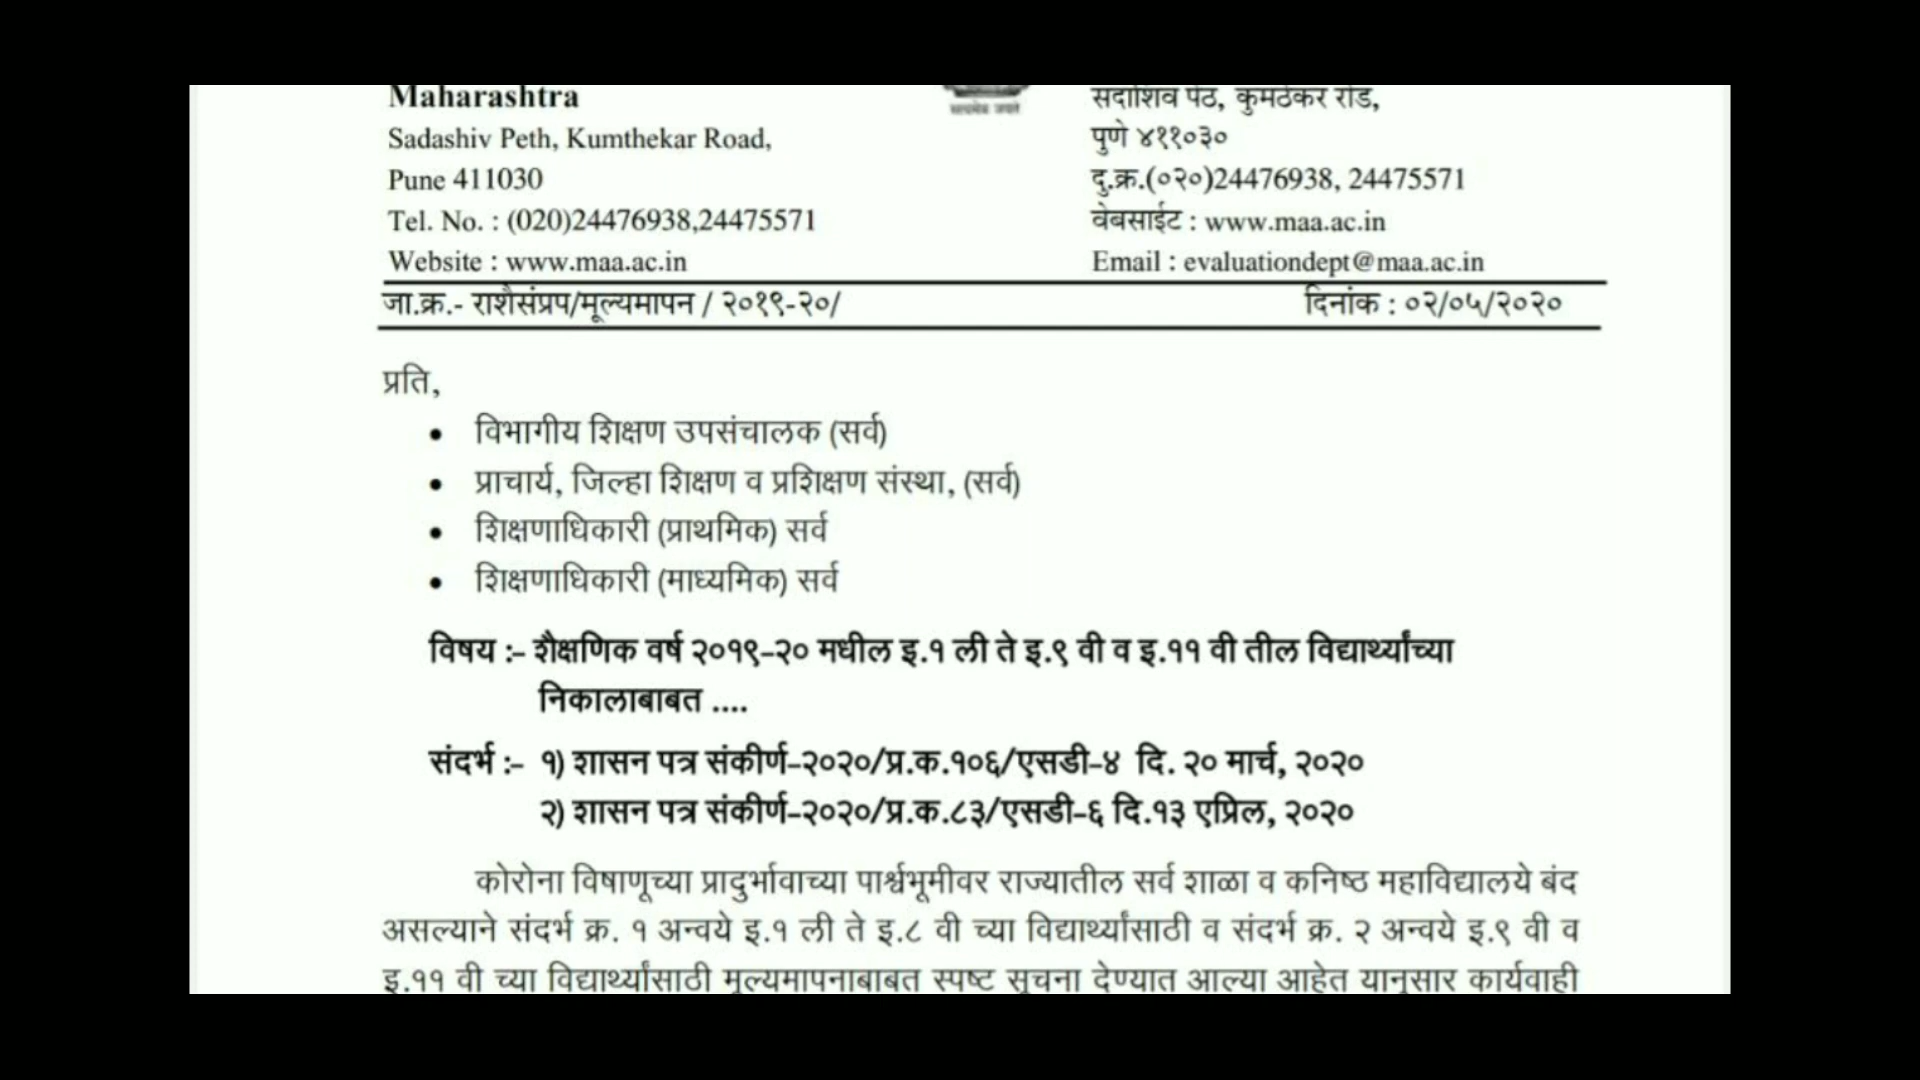 Maharashtra
Sadashiv Peth, Kumthekar Road,
Pune 411030
Tel. No. : (020)24476938,24475571
Website : www.maa.ac.in
सत्यमेव जयते
सदाशिव पेठ, कुमठेकर रोड,
पुणे ४११०३०
दु.क्र.(०२०)24476938, 24475571
वेबसाईट : www.maa.ac.in
Email : evaluationdept@maa.ac.in
जा.क्र.- राशैसंप्रप/मूल्यमापन / २०१९-२०/ दिनांक : ०२/०५/२०२०
प्रति,
• विभागीय शिक्षण उपसंचालक (सर्व)
• प्राचार्य, जिल्हा शिक्षण व प्रशिक्षण संस्था, (सर्व)
• शिक्षणाधिकारी (प्राथमिक) सर्व
• शिक्षणाधिकारी (माध्यमिक) सर्व
विषय :- शैक्षणिक वर्ष २०१९-२० मधील इ.१ ली ते इ.९ वी व इ.११ वी तील विद्यार्थ्यांच्या
निकालाबाबत ....
संदर्भ :- १) शासन पत्र संकीर्ण-२०२०/प्र.क.१०६/एसडी-४ दि. २० मार्च, २०२०
२) शासन पत्र संकीर्ण-२०२०/प्र.क.८३/एसडी-६ दि.१३ एप्रिल, २०२०
कोरोना विषाणूच्या प्रादुर्भावाच्या पार्श्वभूमीवर राज्यातील सर्व शाळा व कनिष्ठ महाविद्यालये बंद
असल्याने संदर्भ क्र. १ अन्वये इ.१ ली ते इ.८ वी च्या विद्यार्थ्यांसाठी व संदर्भ क्र. २ अन्वये इ.९ वी व
इ.११ वी च्या विद्यार्थ्यांसाठी मूल्यमापनाबाबत स्पष्ट सूचना देण्यात आल्या आहेत यानुसार कार्यवाही